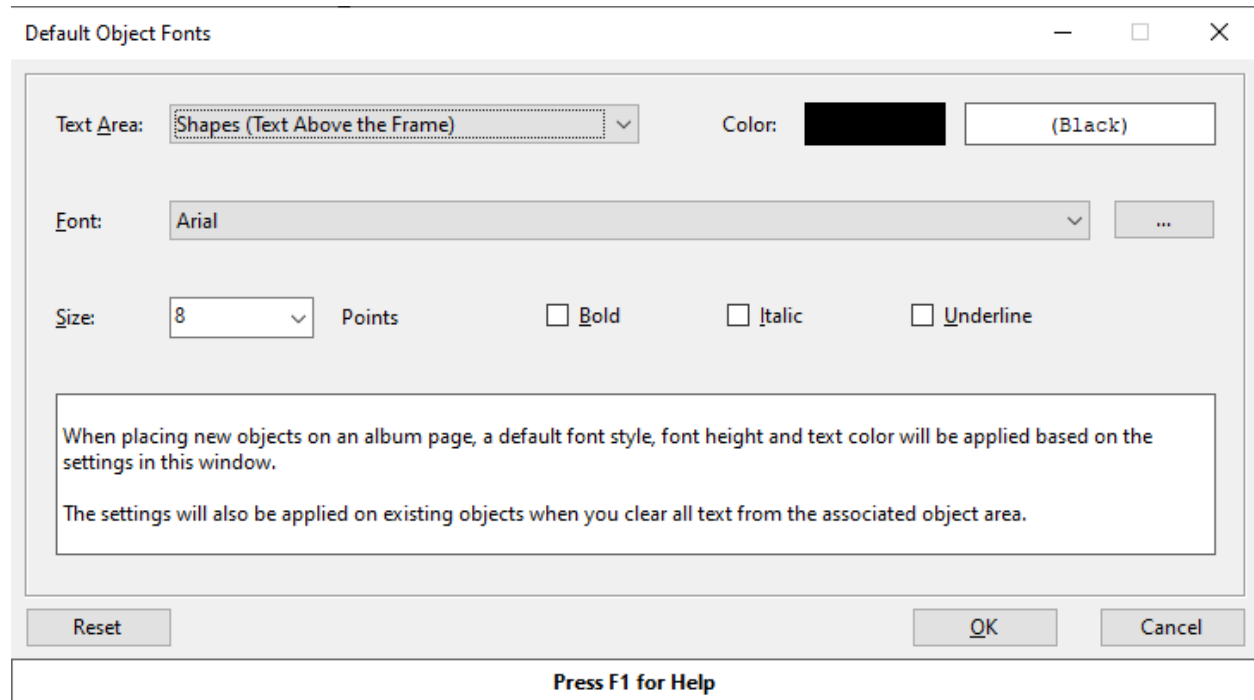 Default Object Fonts
Text Area: Shapes (Text Above the Frame) Color: (Black)
Font: Arial ...
Size: 8 Points Bold Italic Underline
When placing new objects on an album page, a default font style, font height and text color will be applied based on the
settings in this window.
The settings will also be applied on existing objects when you clear all text from the associated object area.
Reset OK Cancel
Press F1 for Help